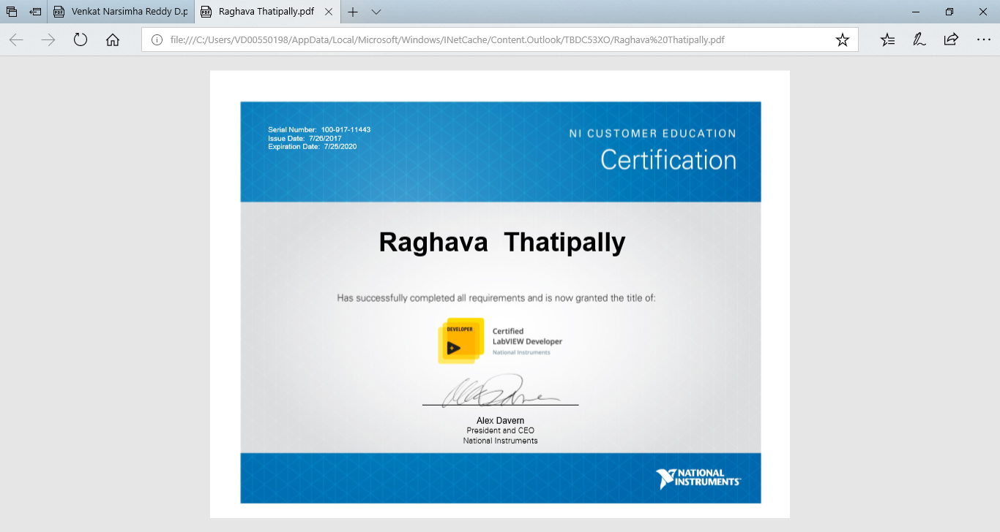 Venkat Narsimha Reddy D.p
Raghava Thatipally.pdf
file:///C:/Users/VD00550198/AppData/Local/Microsoft/Windows/INetCache/Content.Outlook/TBDC53XO/Raghava%20Thatipally.pdf
Serial Number: 100-917-11443
Issue Date: 7/26/2017
Expiration Date: 7/25/2020
NI CUSTOMER EDUCATION
Certification
Raghava Thatipally
Has successfully completed all requirements and is now granted the title of:
DEVELOPER
Certified
LabVIEW Developer
National Instruments
Alex Davern
President and CEO
National Instruments
NATIONAL
INSTRUMENTS™